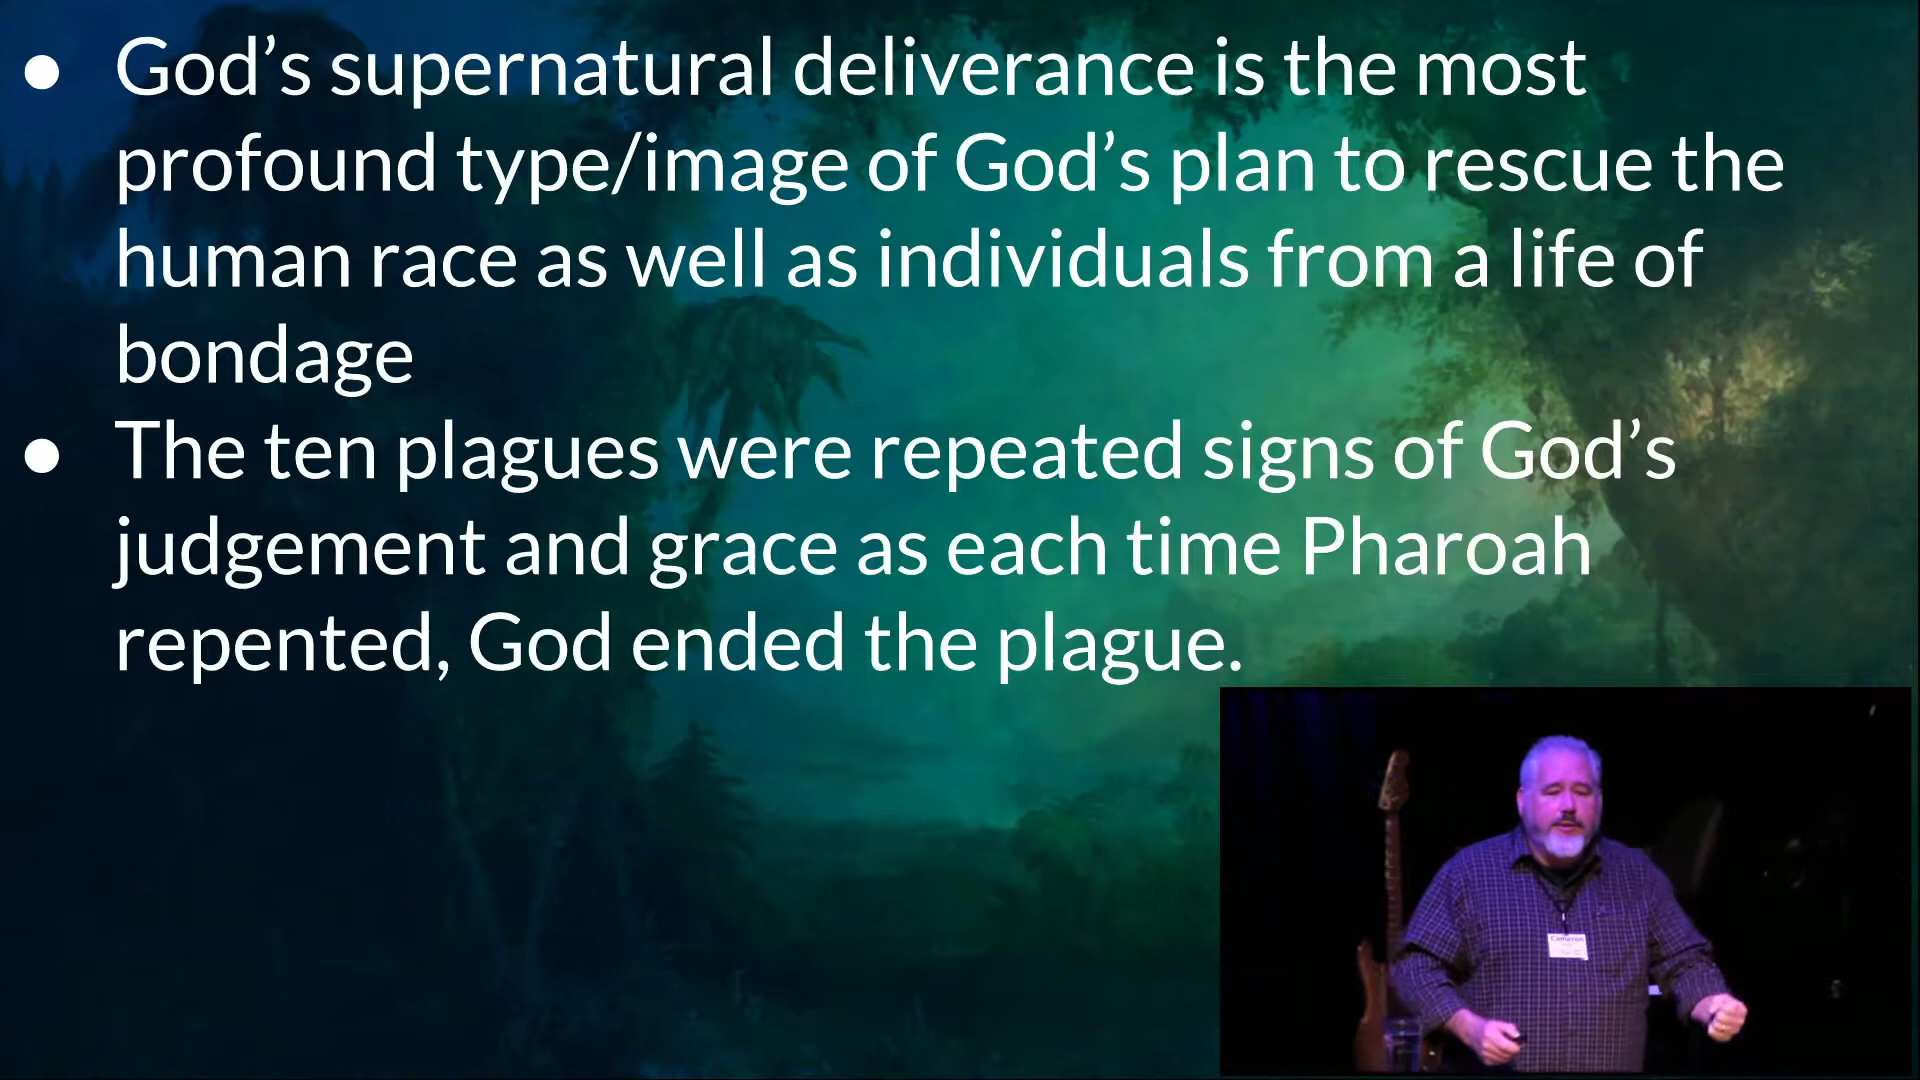 ● God’s supernatural deliverance is the most
profound type/image of God’s plan to rescue the
human race as well as individuals from a life of
bondage
● The ten plagues were repeated signs of God’s
judgement and grace as each time Pharoah
repented, God ended the plague.
Cameron